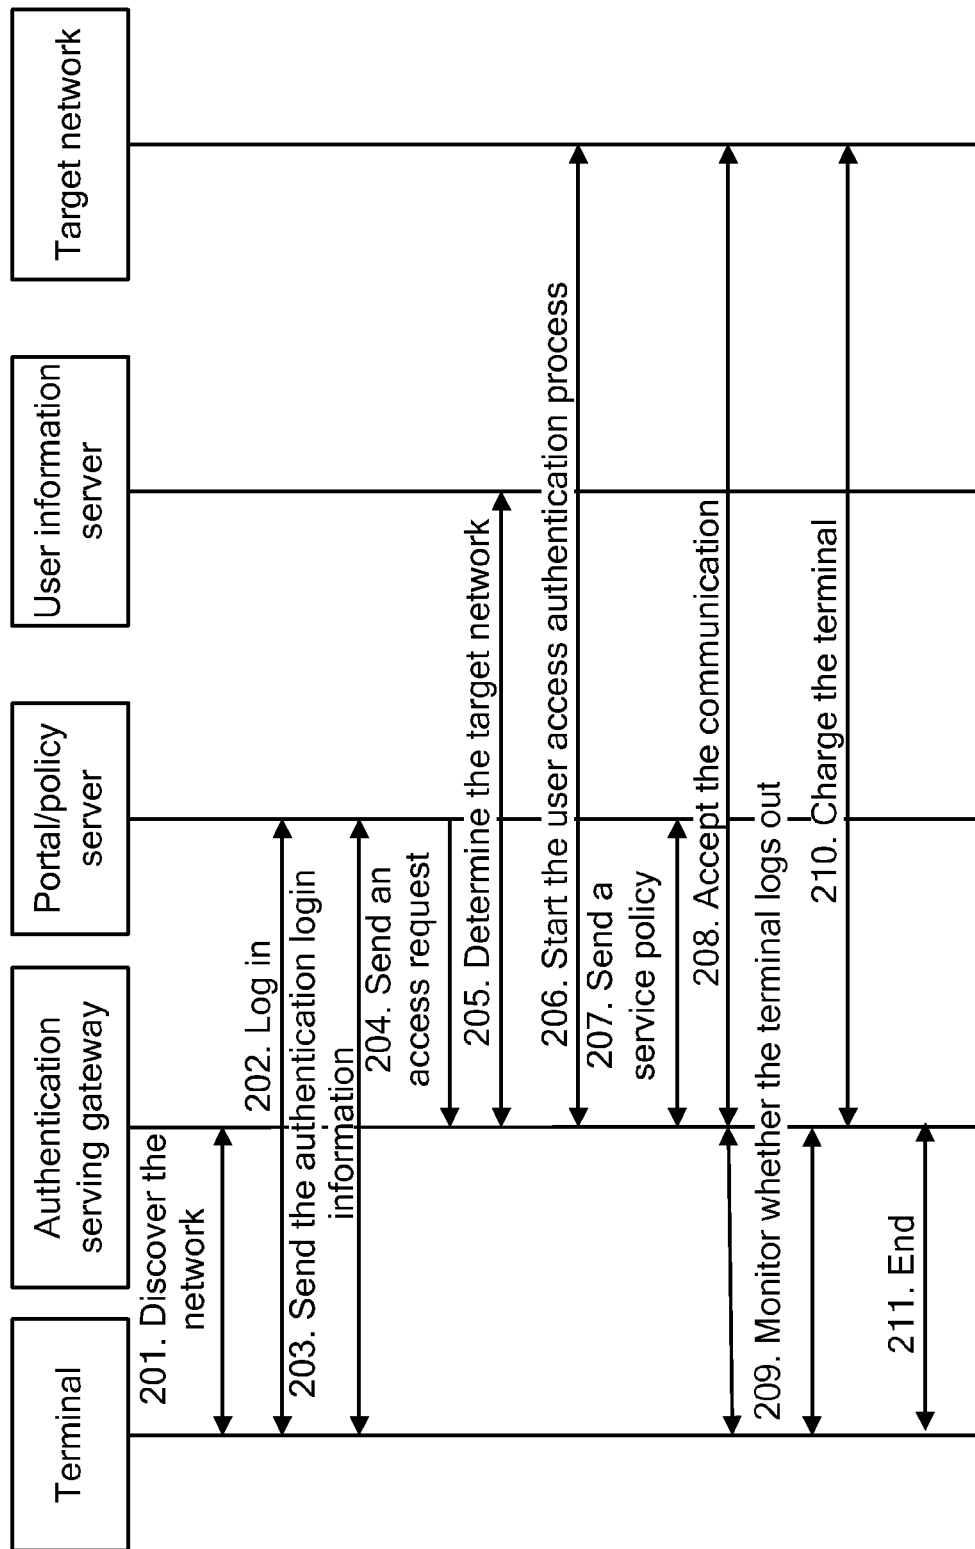 Terminal
Authentication
serving gateway
Portal/policy
server
User information
server
Target network
201. Discover the
network
202. Log in
203. Send the authentication login
information
204. Send an
access request
205. Determine the target network
206. Start the user access authentication process
207. Send a
service policy
208. Accept the communication
209. Monitor whether the terminal logs out
210. Charge the terminal
211. End